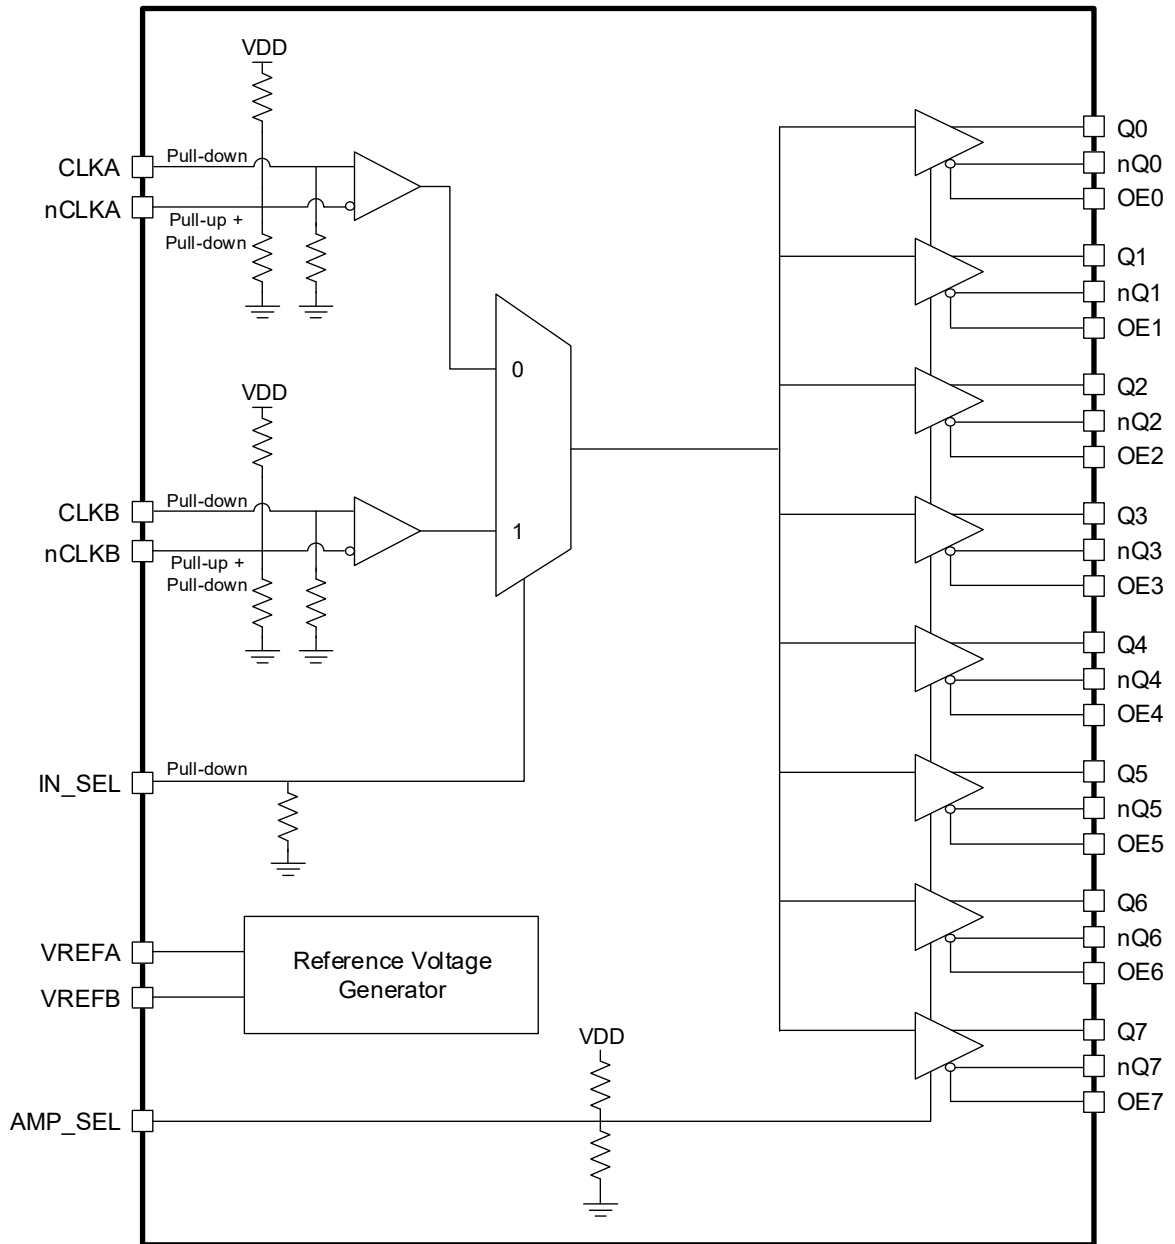 VDD
CLKA
Pull-down
nCLKA
Pull-up +
Pull-down
0
VDD
CLKB
Pull-down
nCLKB
Pull-up +
Pull-down
1
IN_SEL
Pull-down
VREFA
VREFB
Reference Voltage
Generator
VDD
AMP_SEL
Q0
nQ0
OE0
Q1
nQ1
OE1
Q2
nQ2
OE2
Q3
nQ3
OE3
Q4
nQ4
OE4
Q5
nQ5
OE5
Q6
nQ6
OE6
Q7
nQ7
OE7